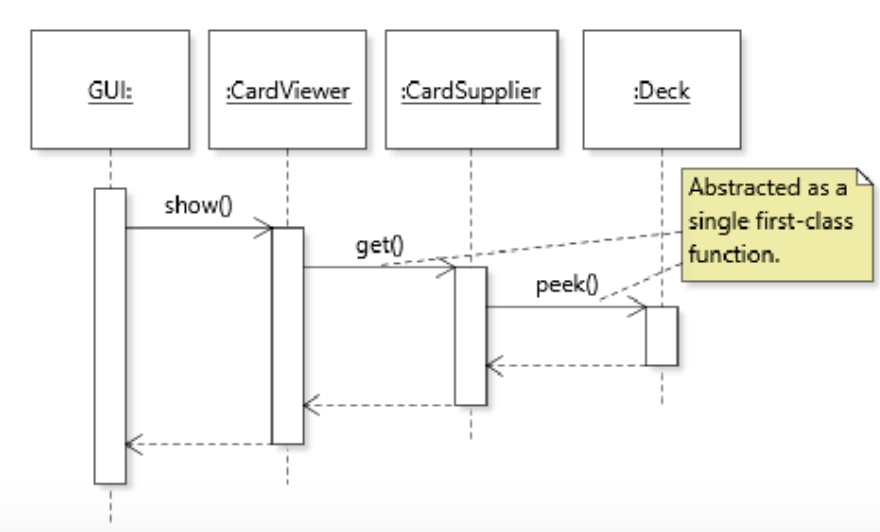 GUI:
:CardViewer
:CardSupplier
:Deck
Abstracted as a
single first-class
function.
show()
get()
peek()